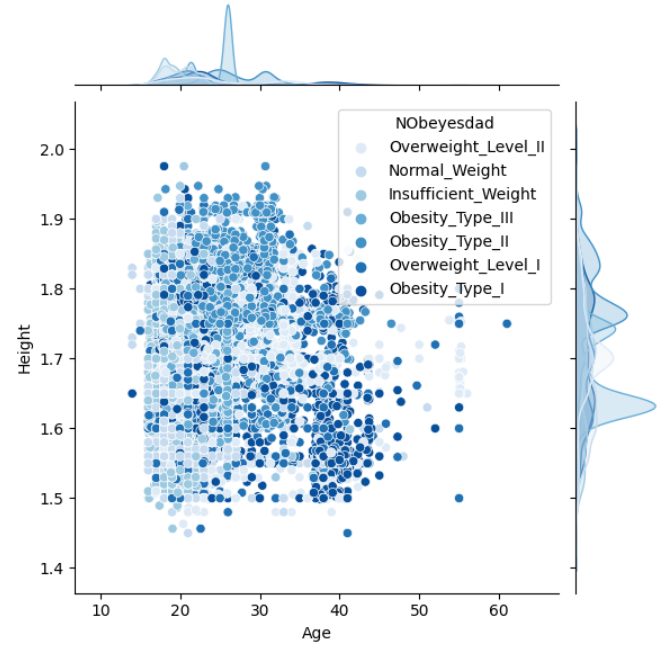 NObeyesdad
Overweight_Level_II
Normal_Weight
Insufficient_Weight
Obesity_Type_III
Obesity_Type_II
Overweight_Level_I
Obesity_Type_I
2.0
1.9
1.8
1.7
1.6
1.5
1.4
Height
10 20 30 40 50 60
Age